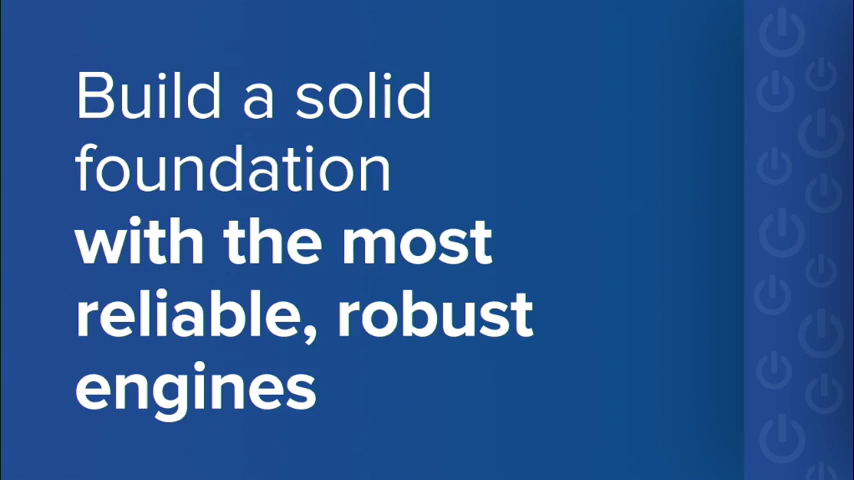 Build a solid
foundation
with the most
reliable, robust
engines